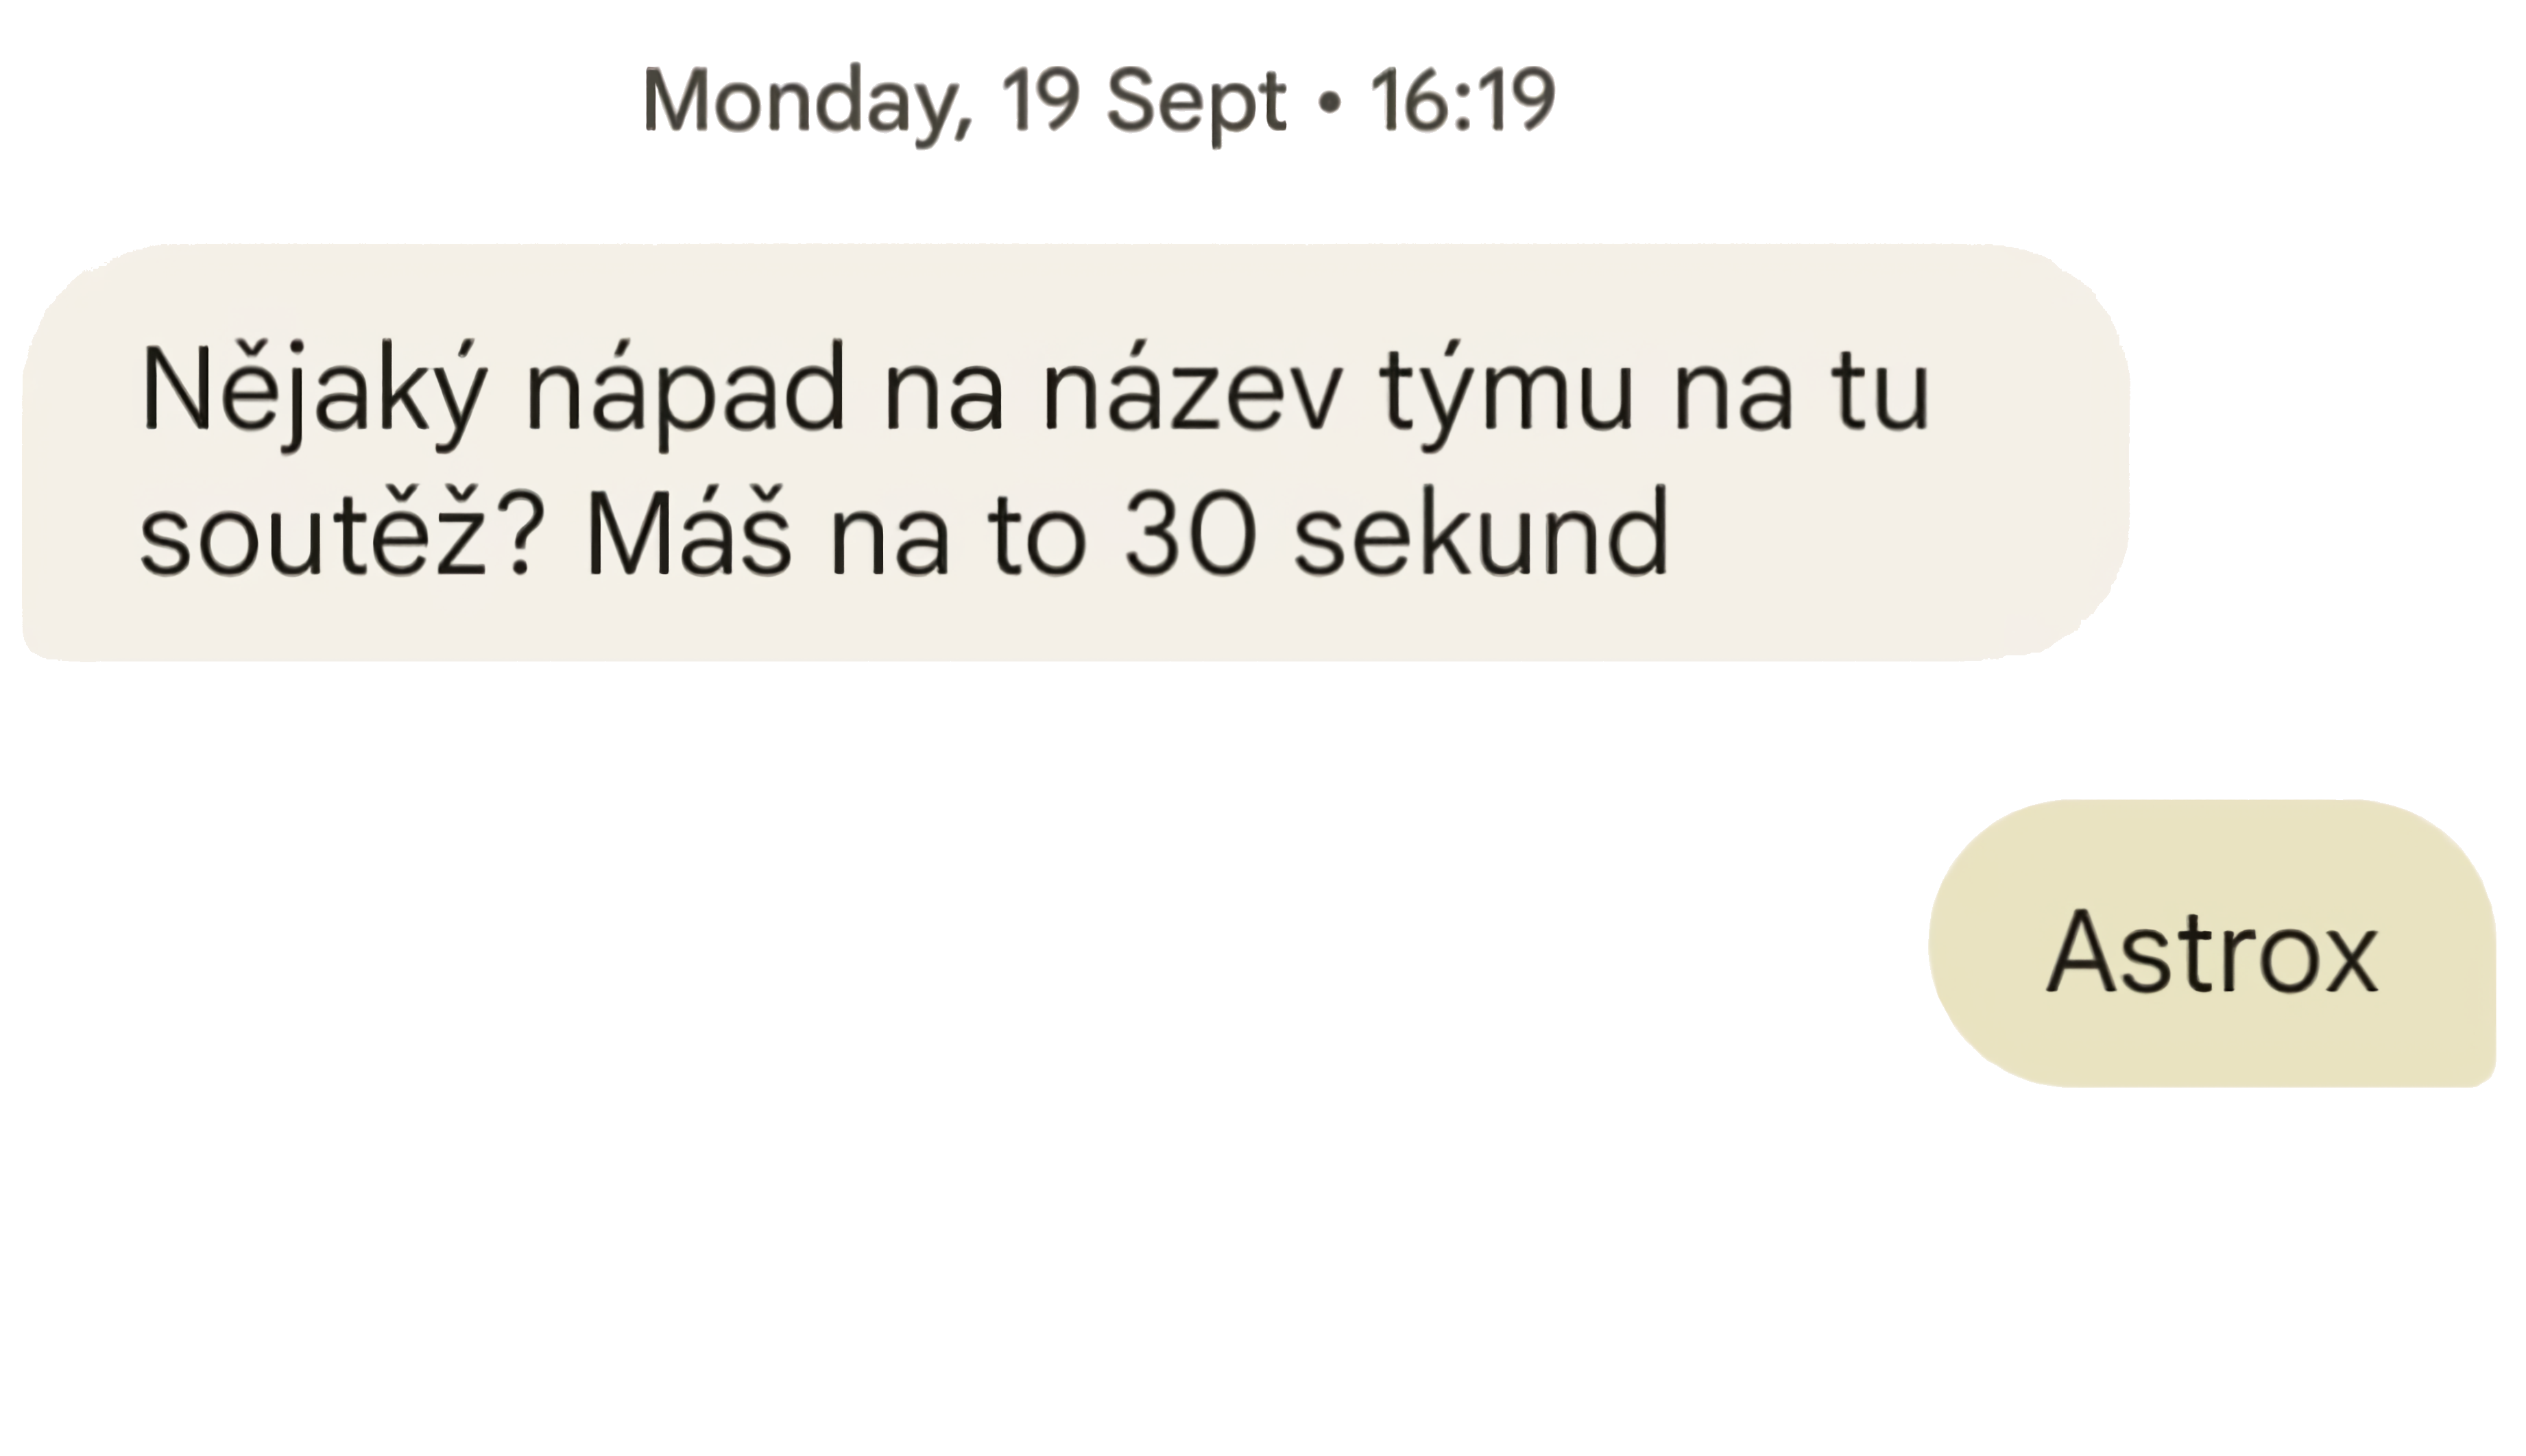 Monday, 19 Sept • 16:19
Nějaký nápad na název týmu na tu
soutěž? Máš na to 30 sekund
Astrox